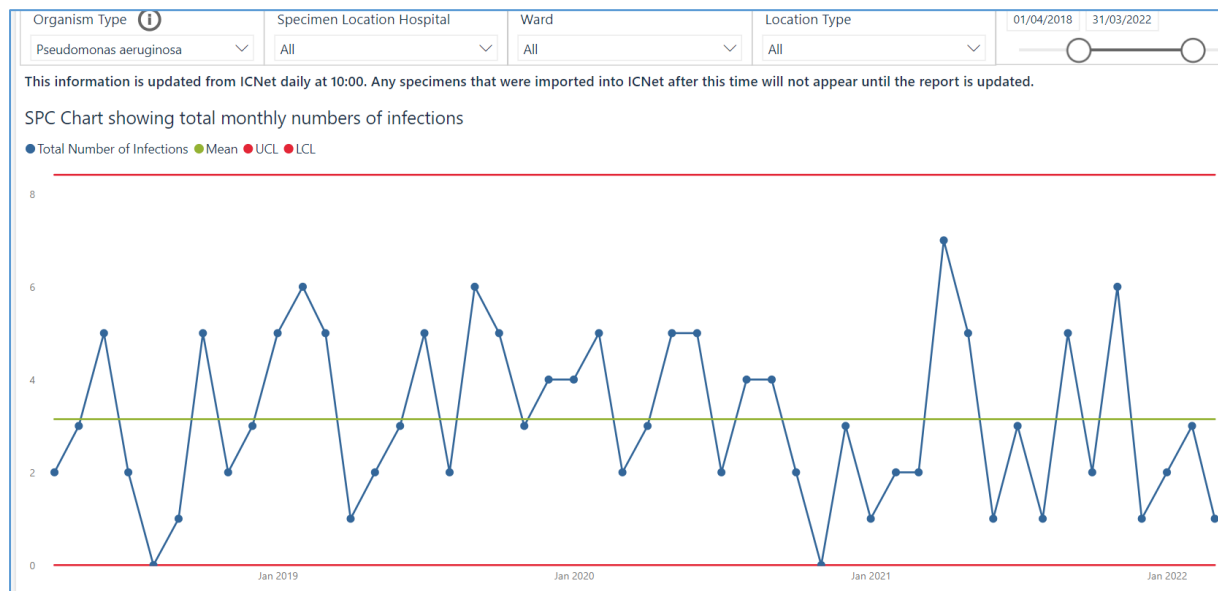 Organism Type
Specimen Location Hospital
Ward
Location Type
01/04/2018 31/03/2022
Pseudomonas aeruginosa
All
All
All
This information is updated from ICNet daily at 10:00. Any specimens that were imported into ICNet after this time will not appear until the report is updated.
SPC Chart showing total monthly numbers of infections
Total Number of Infections Mean UCL LCL
8
6
4
2
0
Jan 2019 Jan 2020 Jan 2021 Jan 2022